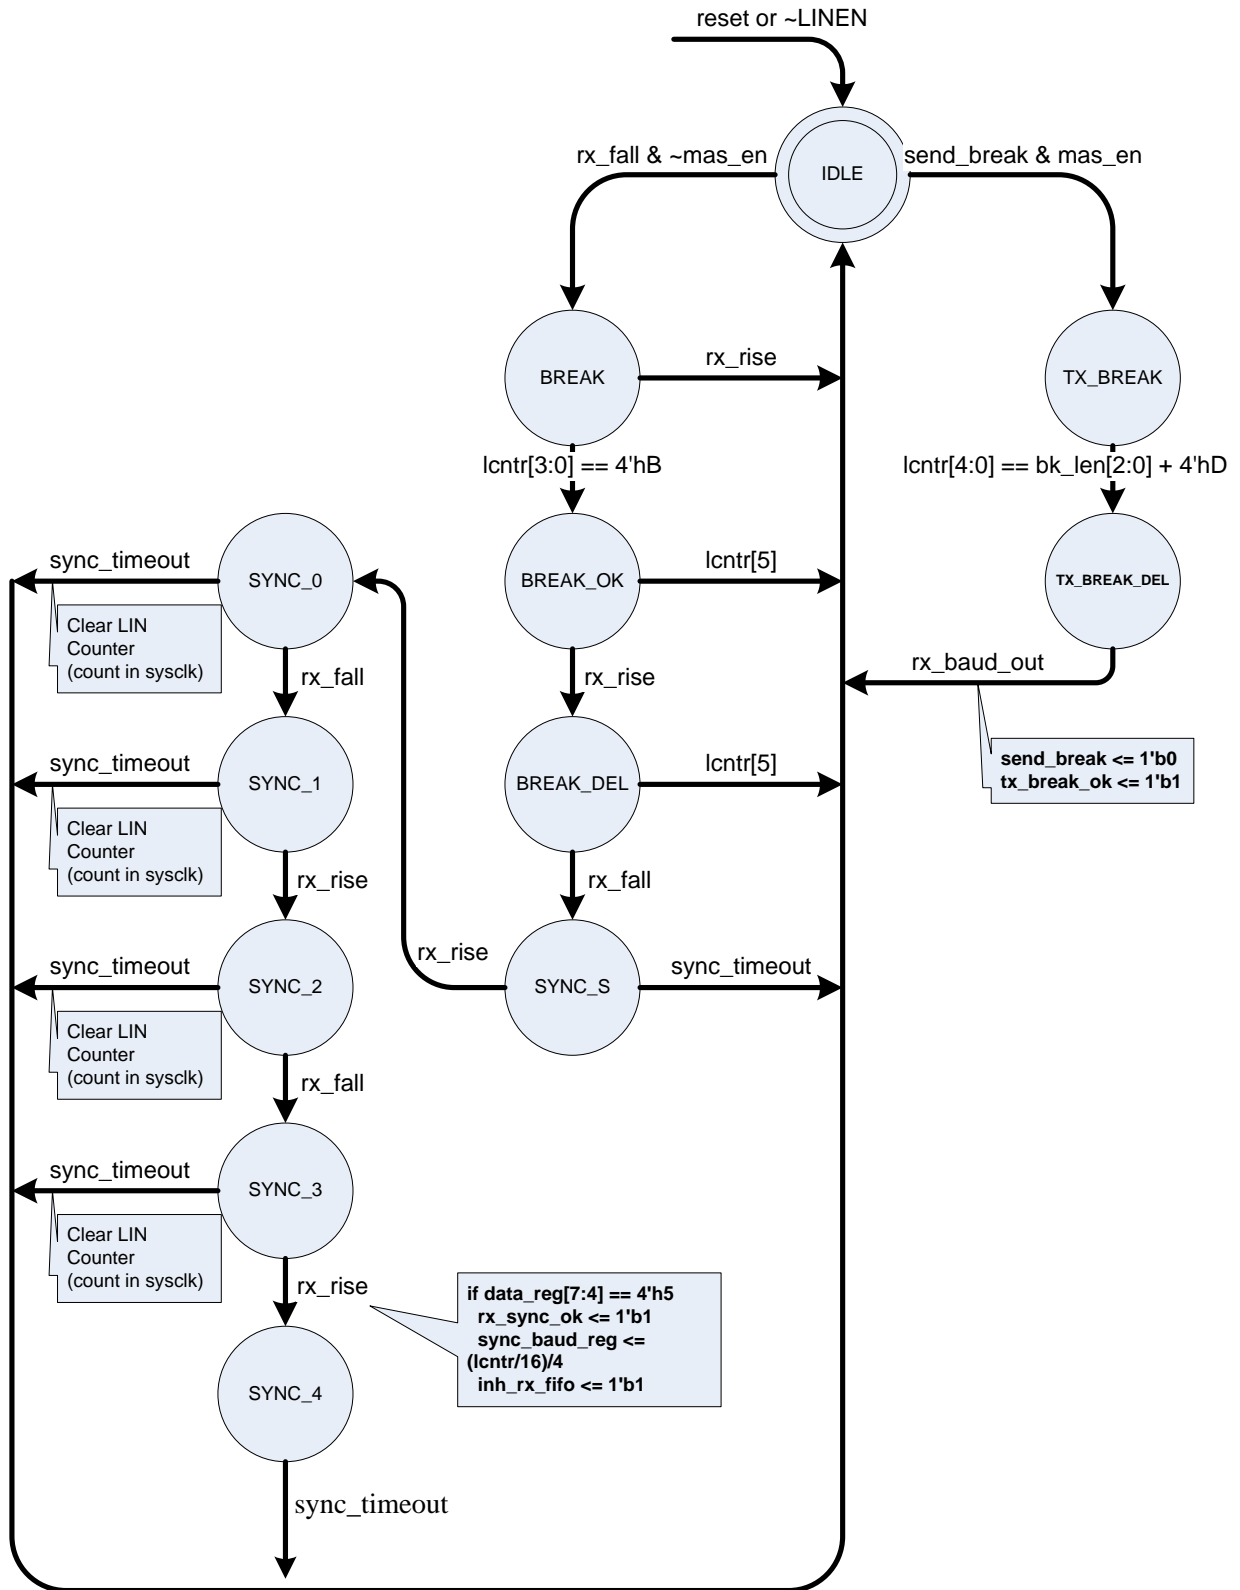 reset or ~LINEN
rx_fall & ~mas_en
IDLE
send_break & mas_en
BREAK
rx_rise
TX_BREAK
lcntr[3:0] == 4'hB
lcntr[4:0] == bk_len[2:0] + 4'hD
sync_timeout
SYNC_0
BREAK_OK
lcntr[5]
TX_BREAK_DEL
Clear LIN
Counter
(count in sysclk)
rx_fall
rx_rise
rx_baud_out
sync_timeout
SYNC_1
BREAK_DEL
lcntr[5]
send_break <= 1'b0
tx_break_ok <= 1'b1
Clear LIN
Counter
(count in sysclk)
rx_rise
rx_fall
sync_timeout
SYNC_2
rx_rise
SYNC_S
sync_timeout
Clear LIN
Counter
(count in sysclk)
rx_fall
sync_timeout
SYNC_3
Clear LIN
Counter
(count in sysclk)
rx_rise
if data_reg[7:4] == 4'h5
rx_sync_ok <= 1'b1
sync_baud_reg <=
(lcntr/16)/4
inh_rx_fifo <= 1'b1
SYNC_4
sync_timeout